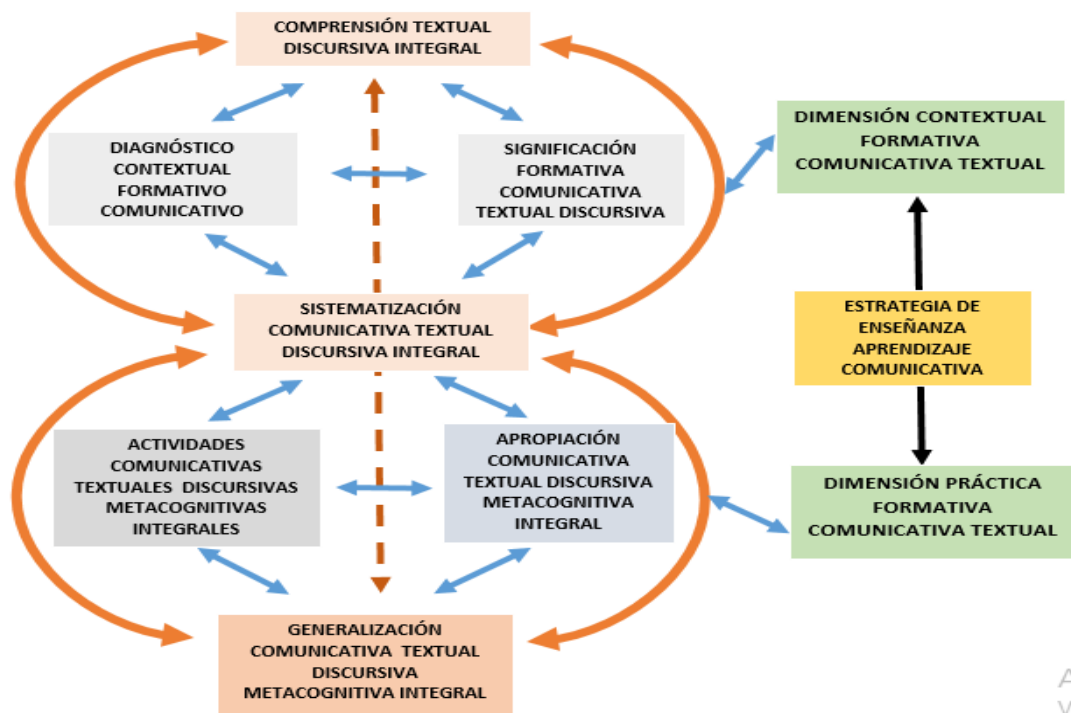 COMPRENSIÓN TEXTUAL
DISCURSIVA INTEGRAL
DIAGNÓSTICO
CONTEXTUAL
FORMATIVO
COMUNICATIVO
SIGNIFICACIÓN
FORMATIVA
COMUNICATIVA
TEXTUAL DISCURSIVA
DIMENSIÓN CONTEXTUAL
FORMATIVA
COMUNICATIVA TEXTUAL
SISTEMATIZACIÓN
COMUNICATIVA TEXTUAL
DISCURSIVA INTEGRAL
ESTRATEGIA DE
ENSEÑANZA
APRENDIZAJE
COMUNICATIVA
ACTIVIDADES
COMUNICATIVAS
TEXTUALES DISCURSIVAS
METACOGNITIVAS
INTEGRALES
APROPIACIÓN
COMUNICATIVA
TEXTUAL DISCURSIVA
METACOGNITIVA
INTEGRAL
DIMENSIÓN PRÁCTICA
FORMATIVA
COMUNICATIVA TEXTUAL
GENERALIZACIÓN
COMUNICATIVA TEXTUAL
DISCURSIVA
METACOGNITIVA INTEGRAL